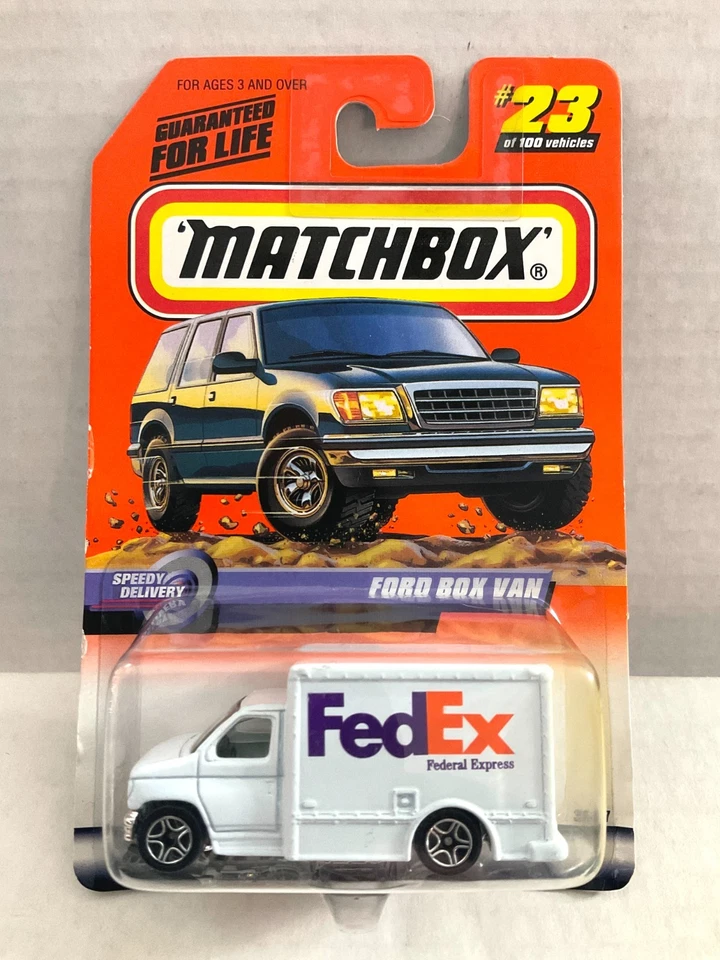 FOR AGES 3 AND OVER
GUARANTEED
FOR LIFE
#23
of 100 vehicles
'MATCHBOX'®
SPEEDY
DELIVERY
FORD BOX VAN
FedEx
Federal Express